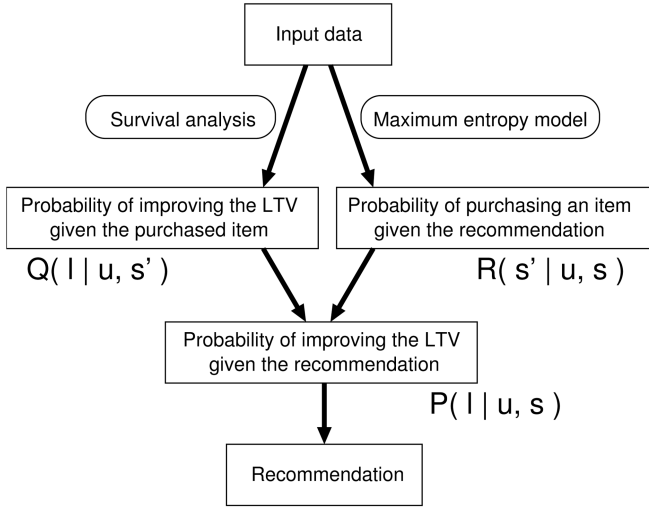 Input data
Survival analysis
Maximum entropy model
Probability of improving the LTV
given the purchased item
Probability of purchasing an item
given the recommendation
Q( l | u, s’ )
R( s’ | u, s )
Probability of improving the LTV
given the recommendation
P( l | u, s )
Recommendation